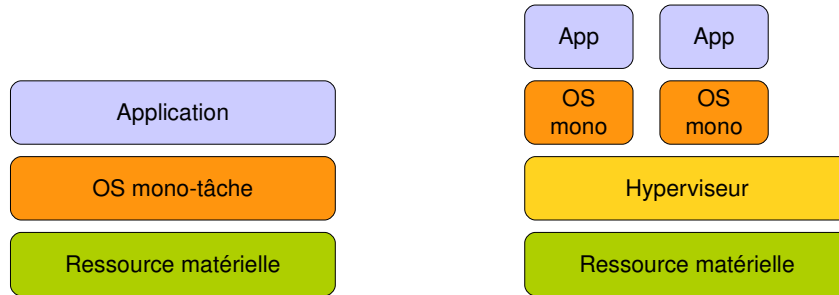 Application
OS mono-tâche
Ressource matérielle
App
App
OS
mono
OS
mono
Hyperviseur
Ressource matérielle